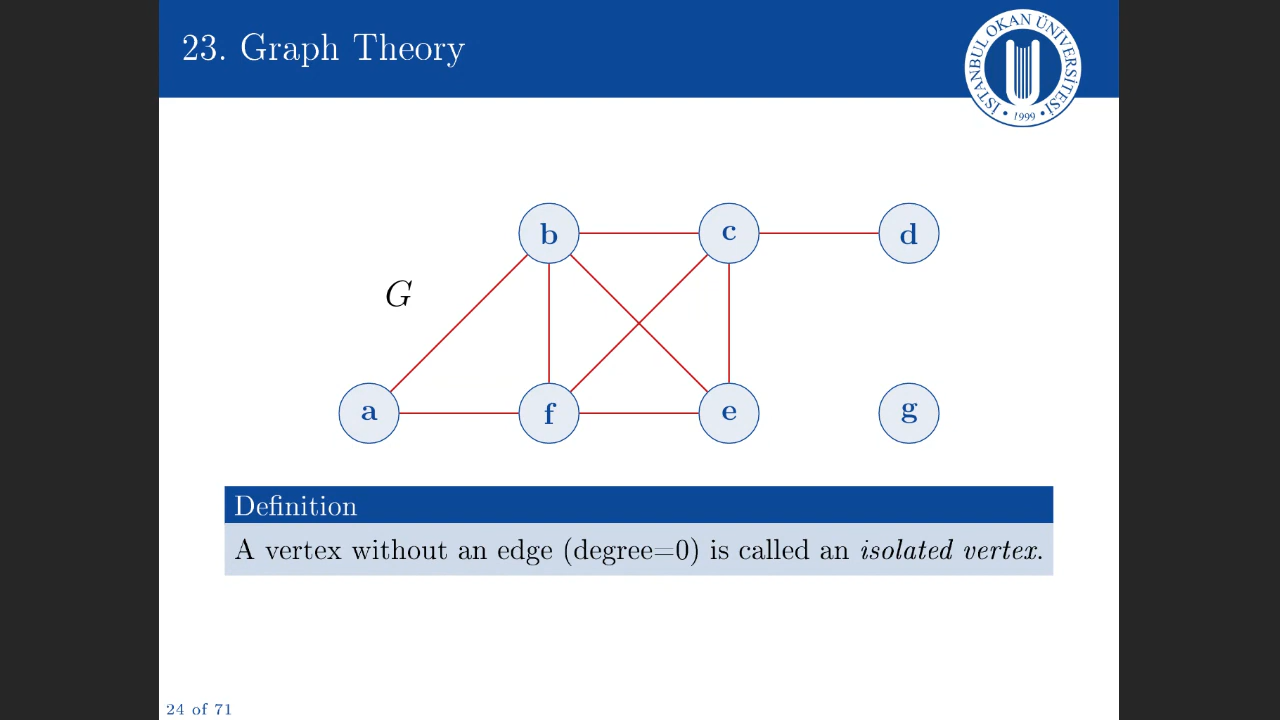 23. Graph Theory
İSTANBUL OKAN ÜNİVERSİTESİ
• 1999 •
b c d
G
a f e g
Definition
A vertex without an edge (degree=0) is called an isolated vertex.
24 of 71